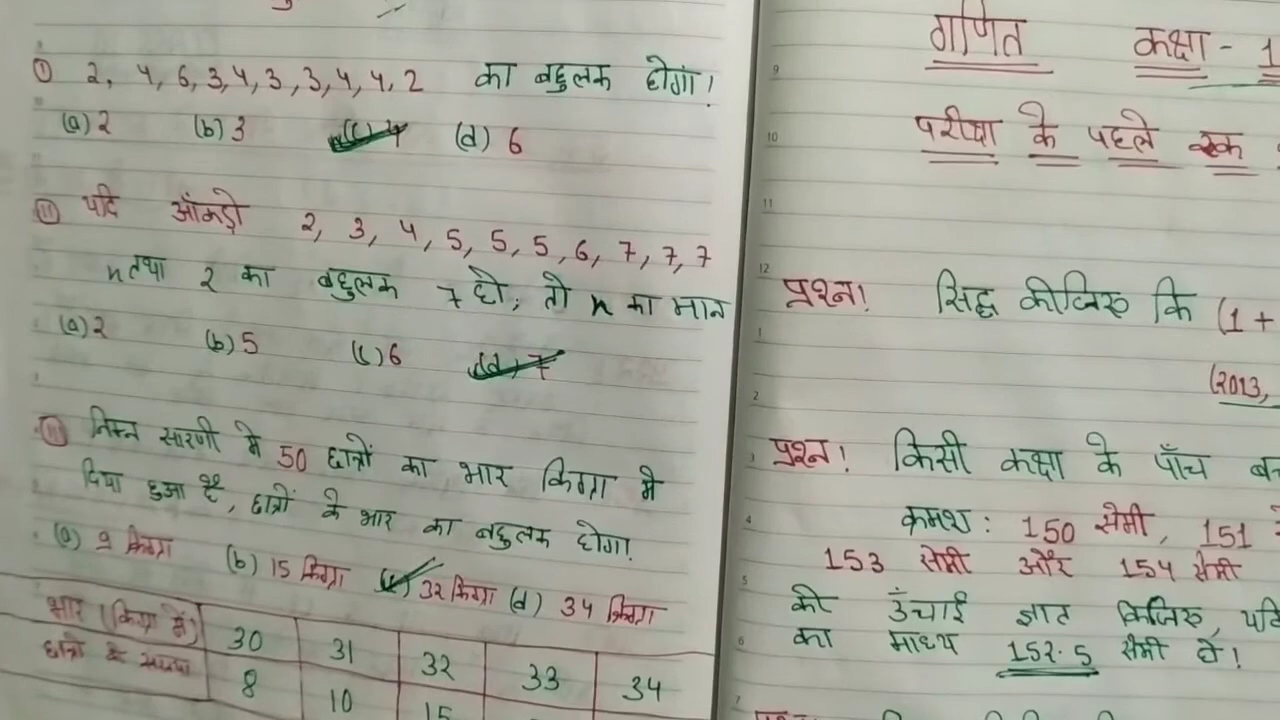 ① 2, 4, 6, 3, 4, 3, 3, 4, 4, 2 का बहुलक होगा!
(a) 2 (b) 3 (c) 4 (d) 6
⑪ यदि आँकड़ो 2, 3, 4, 5, 5, 5, 6, 7, 7, 7
n तथा 2 का बहुलक 7 हो, तो n का मान
(a) 2 (b) 5 (c) 6 (d) 7
निम्न सारणी मे 50 छात्रों का भार किग्रा मे
दिया हुआ है, छात्रों के भार का बहुलक होगा!
(a) 9 किग्रा (b) 15 किग्रा (c) 32 किग्रा (d) 34 किग्रा
भार (किग्रा में) 30 31 32 33 34
छात्रो के संख्या 8 10 15
गणित कक्षा - 1
परीक्षा के पहले एक
प्रश्न! सिद्ध कीजिए कि (1 +
(2013,
प्रश्न! किसी कक्षा के पाँच
क्रमश: 150 सेमी, 151
153 सेमी और 154 सेमी
की उँचाई ज्ञात किजिए, यदि
का माध्य 152.5 सेमी है!